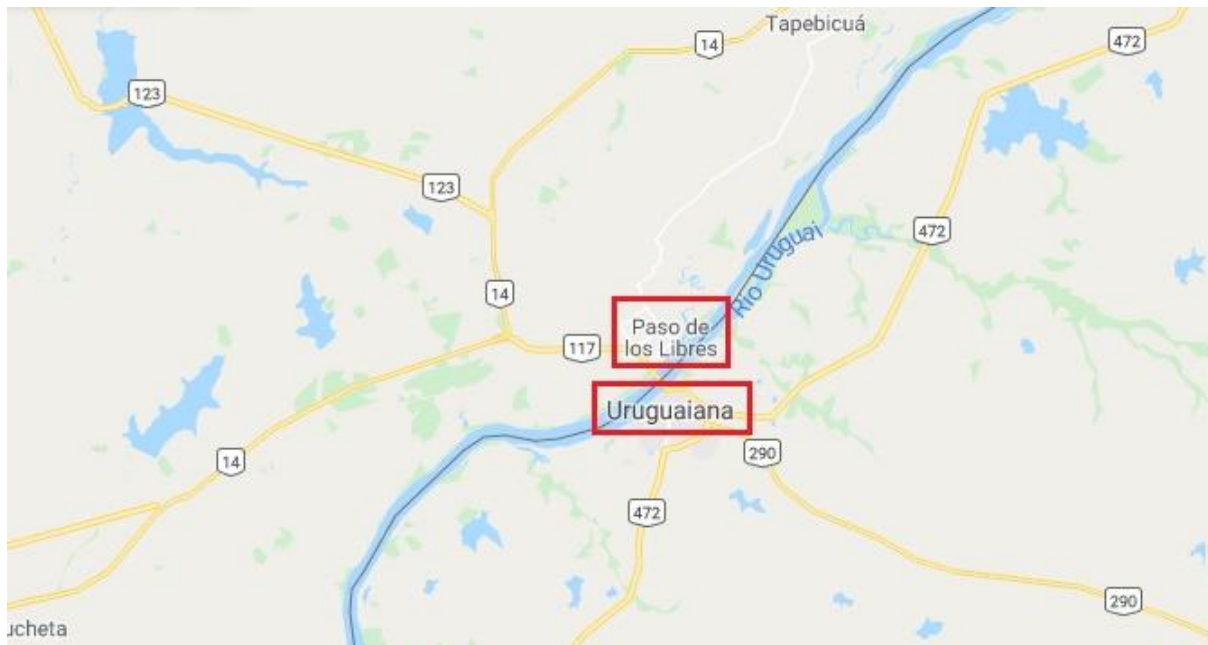 Tapebicuá
14
472
123
123
472
Rio Uruguai
14
Paso de
los Libres
117
Uruguaiana
14
290
472
290
ucheta